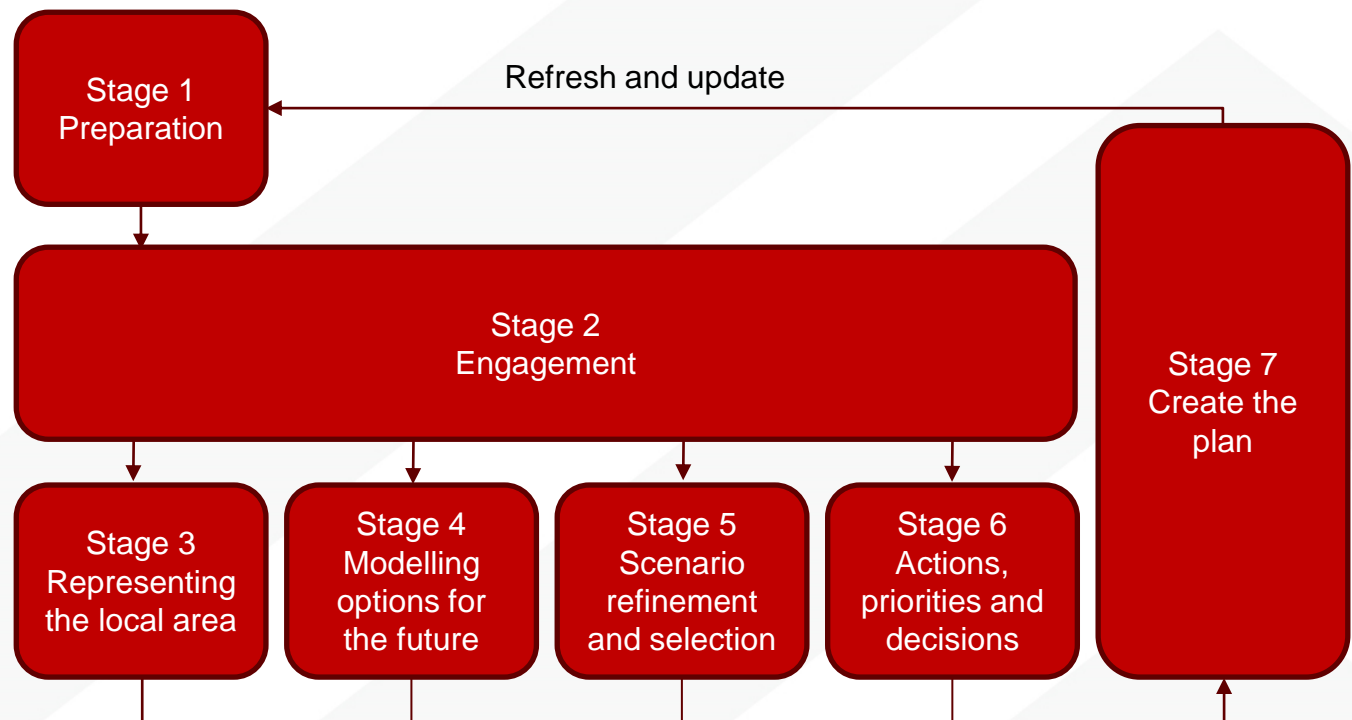 Stage 1
Preparation
Refresh and update
Stage 2
Engagement
Stage 7
Create the
plan
Stage 3
Representing
the local area
Stage 4
Modelling
options for
the future
Stage 5
Scenario
refinement
and selection
Stage 6
Actions,
priorities and
decisions